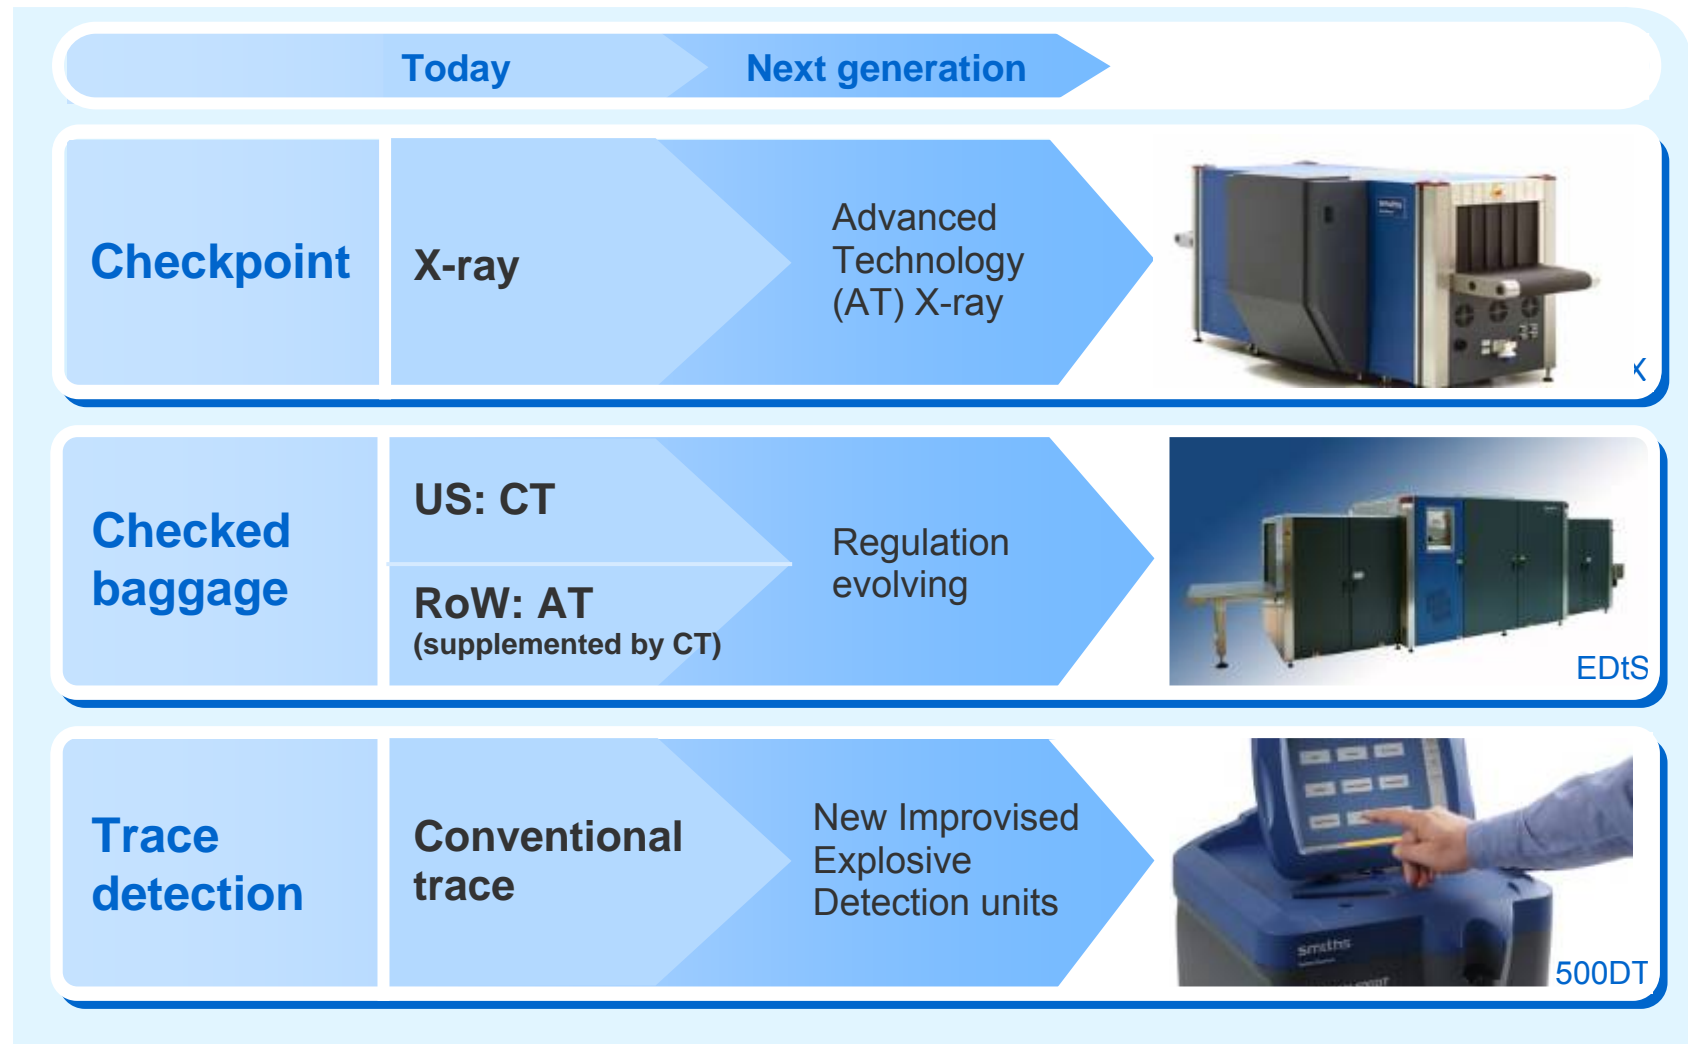 Today Next generation
Checkpoint
X-ray
Advanced
Technology
(AT) X-ray
X
Checked
baggage
US: CT
RoW: AT
(supplemented by CT)
Regulation
evolving
EDtS
Trace
detection
Conventional
trace
New Improvised
Explosive
Detection units
smiths
500DT